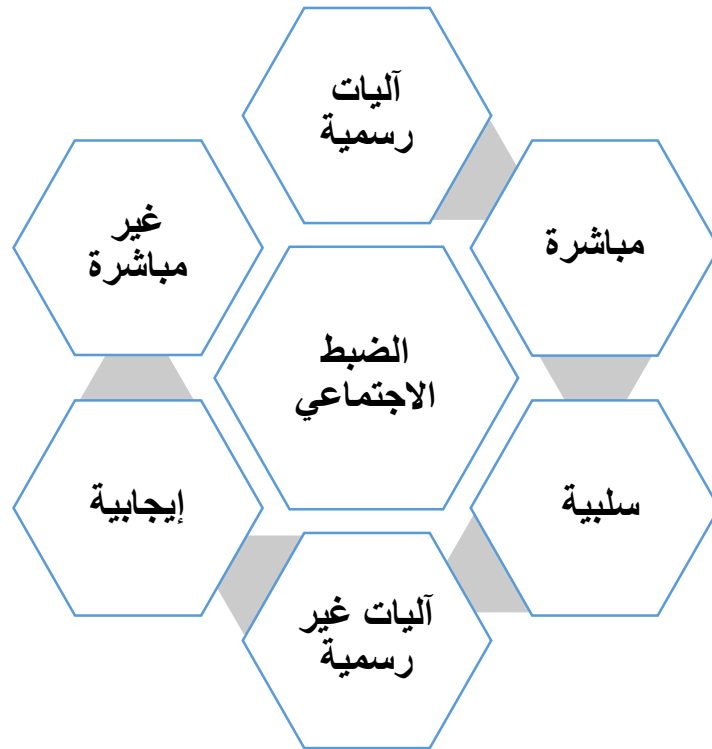 آليات
رسمية
مباشرة
غير
مباشرة
الضبط
الاجتماعي
سلبية
إيجابية
آليات غير
رسمية